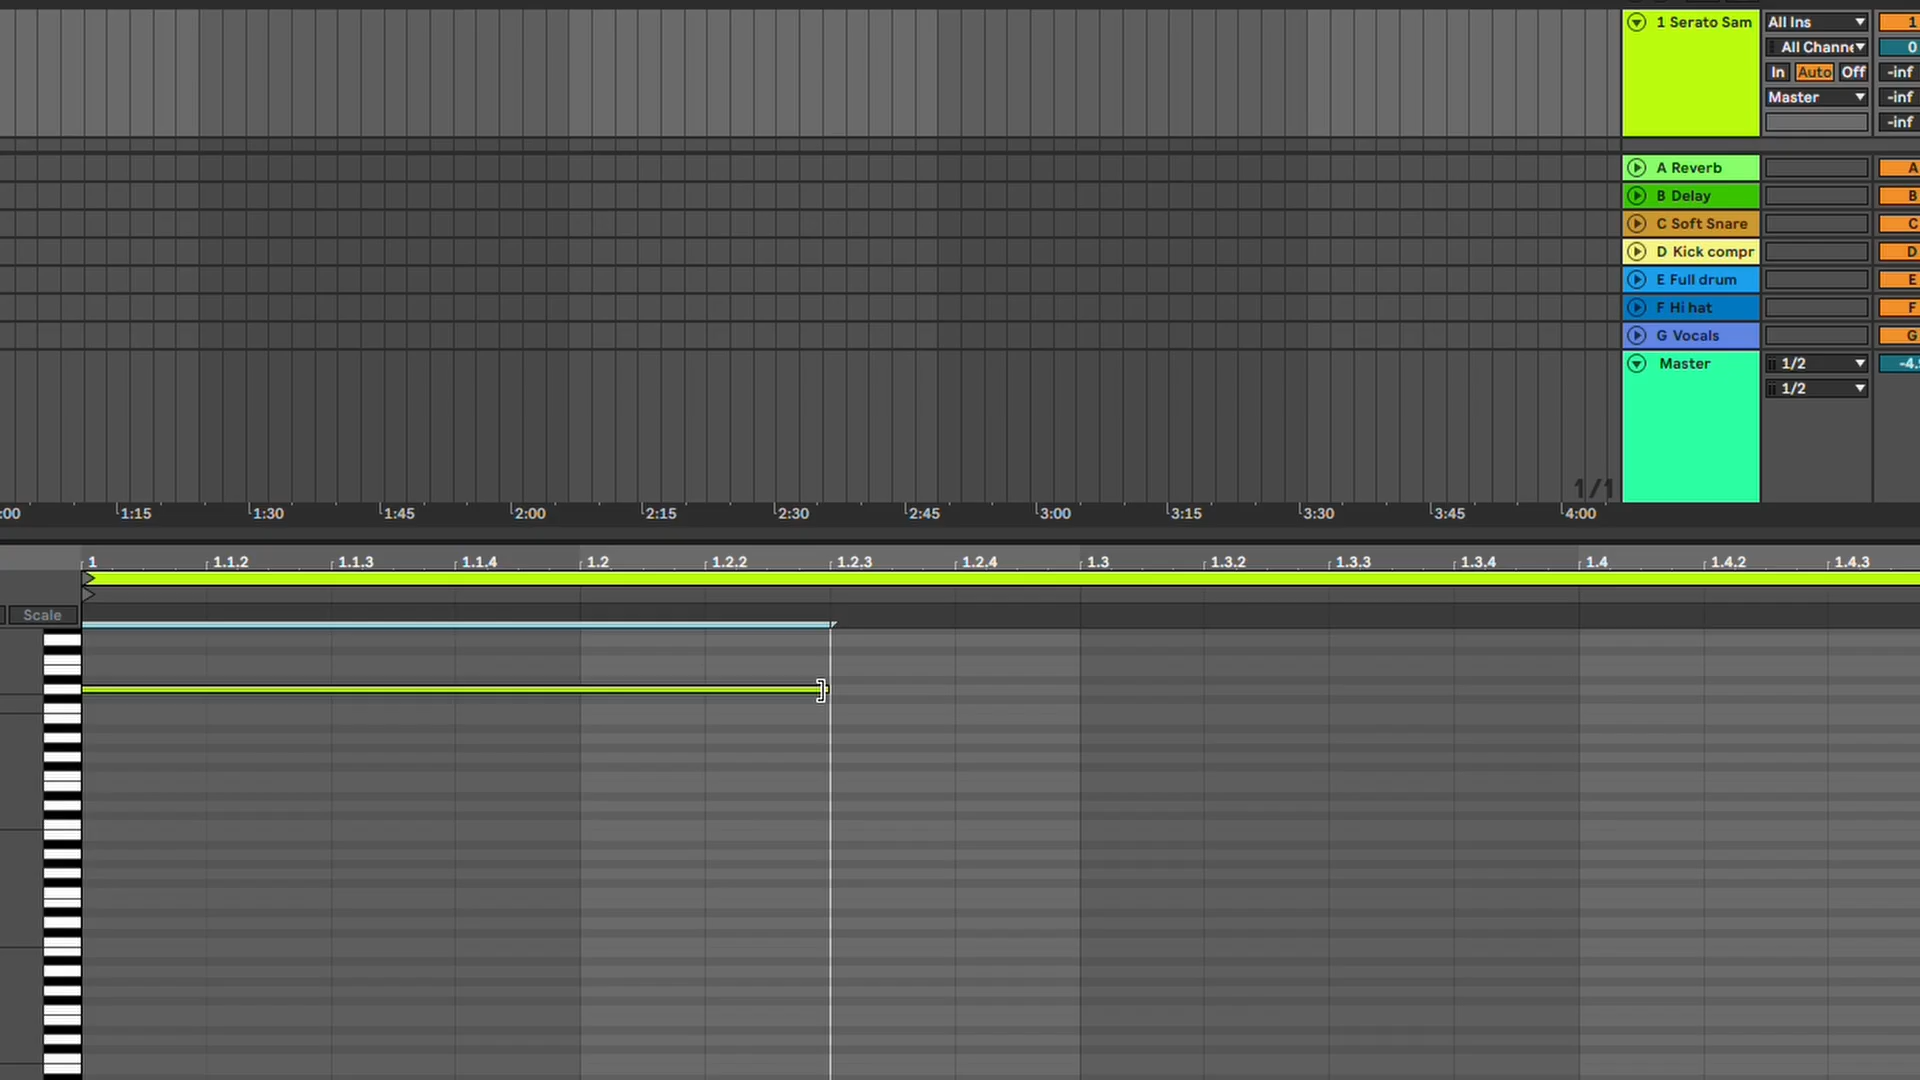 1 Serato Sam All Ins 1
All Channe 0
In Auto Off -inf
Master -inf
-inf
A Reverb A
B Delay B
C Soft Snare C
D Kick compr D
E Full drum E
F Hi hat F
G Vocals G
Master 1/2 -4.
1/2
1/1
:00 1:15 1:30 1:45 2:00 2:15 2:30 2:45 3:00 3:15 3:30 3:45 4:00
1 1.1.2 1.1.3 1.1.4 1.2 1.2.2 1.2.3 1.2.4 1.3 1.3.2 1.3.3 1.3.4 1.4 1.4.2 1.4.3
Scale